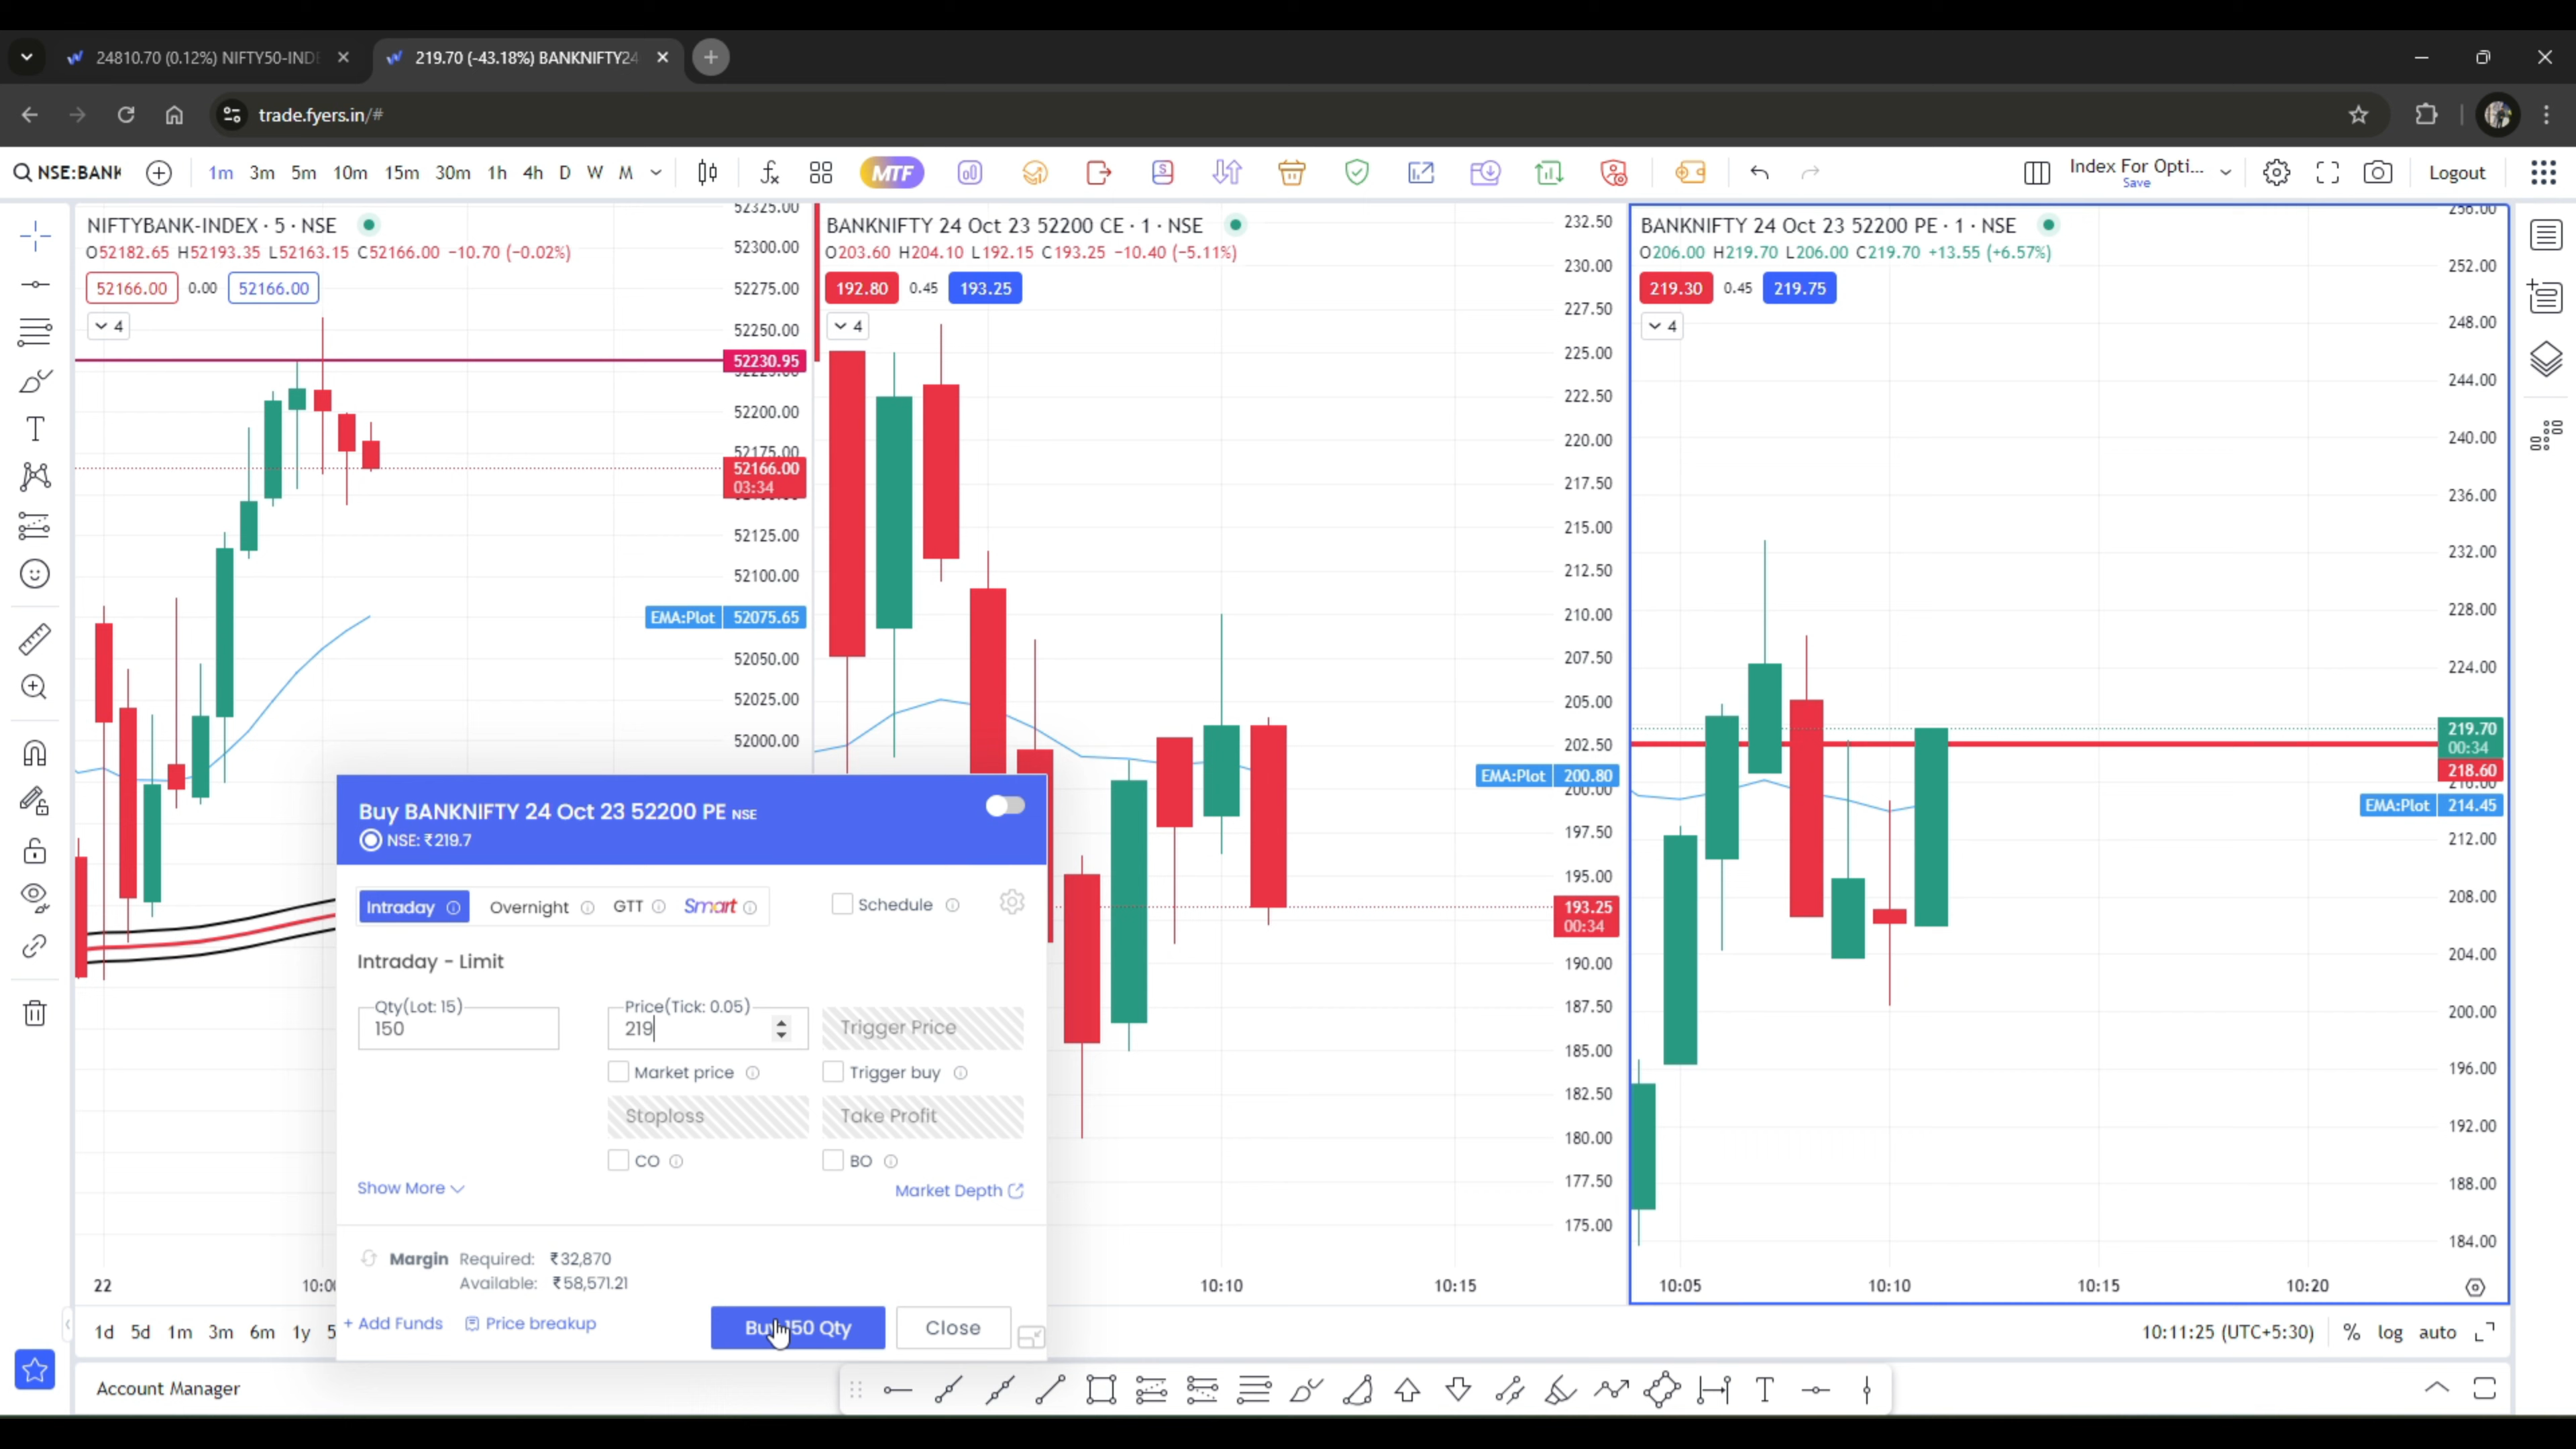 24810.70 (0.12%) NIFTY50-INDE
219.70 (-43.18%) BANKNIFTY24
trade.fyers.in/#
NSE:BANK
1m 3m 5m 10m 15m 30m 1h 4h D W M
MTF
Index For Opti...
Save
Logout
NIFTYBANK-INDEX · 5 · NSE
O52182.65 H52193.35 L52163.15 C52166.00 −10.70 (−0.02%)
52166.00 0.00 52166.00
4
52325.00
52300.00
52275.00
52250.00
52230.95
52225.00
52200.00
52175.00
52166.00
03:34
52125.00
52100.00
EMA:Plot 52075.65
52050.00
52025.00
52000.00
22
10:00
BANKNIFTY 24 Oct 23 52200 CE · 1 · NSE
O203.60 H204.10 L192.15 C193.25 −10.40 (−5.11%)
192.80 0.45 193.25
4
232.50
230.00
227.50
225.00
222.50
220.00
217.50
215.00
212.50
210.00
207.50
205.00
202.50
EMA:Plot 200.80
200.00
197.50
195.00
193.25
00:34
190.00
187.50
185.00
182.50
180.00
177.50
175.00
10:10
10:15
BANKNIFTY 24 Oct 23 52200 PE · 1 · NSE
O206.00 H219.70 L206.00 C219.70 +13.55 (+6.57%)
219.30 0.45 219.75
4
256.00
252.00
248.00
244.00
240.00
236.00
232.00
228.00
224.00
219.70
00:34
218.60
216.00
EMA:Plot 214.45
212.00
208.00
204.00
200.00
196.00
192.00
188.00
184.00
10:05
10:10
10:15
10:20
Buy BANKNIFTY 24 Oct 23 52200 PE NSE
NSE: ₹219.7
Intraday Overnight GTT Smart
Schedule
Intraday - Limit
Qty(Lot: 15)
150
Price(Tick: 0.05)
219
Trigger Price
Market price
Trigger buy
Stoploss
Take Profit
CO
BO
Show More
Market Depth
Margin Required: ₹32,870
Available: ₹58,571.21
+ Add Funds
Price breakup
Buy 150 Qty
Close
1d 5d 1m 3m 6m 1y 5
10:11:25 (UTC+5:30)
% log auto
Account Manager
T